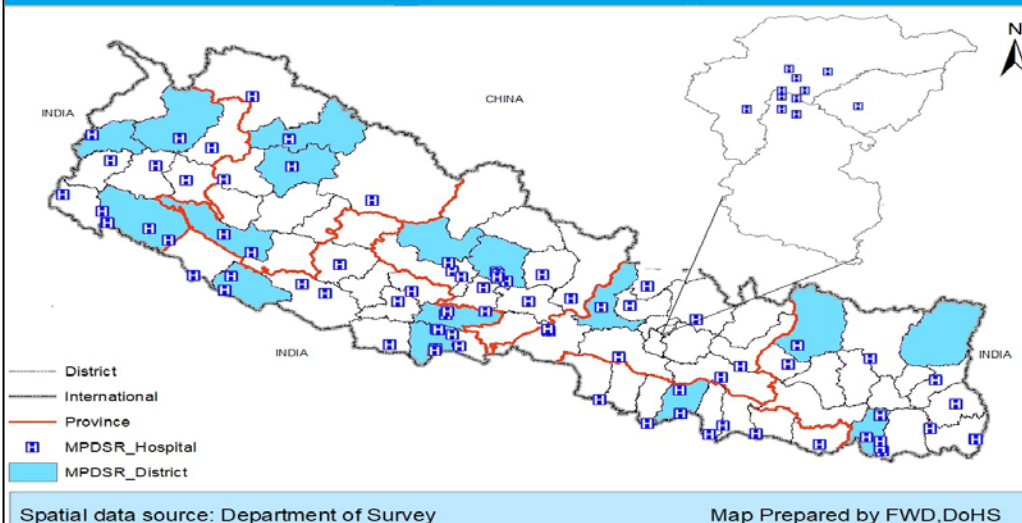 N
INDIA
CHINA
INDIA
INDIA
District
International
Province
H MPDSR_Hospital
MPDSR_District
Spatial data source: Department of Survey
Map Prepared by FWD,DoHS